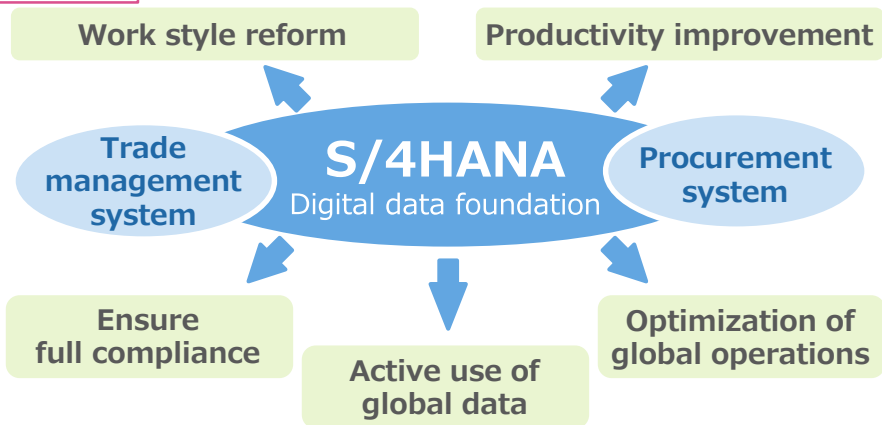 Work style reform
Productivity improvement
Trade
management
system
S/4HANA
Digital data foundation
Procurement
system
Ensure
full compliance
Active use of
global data
Optimization of
global operations